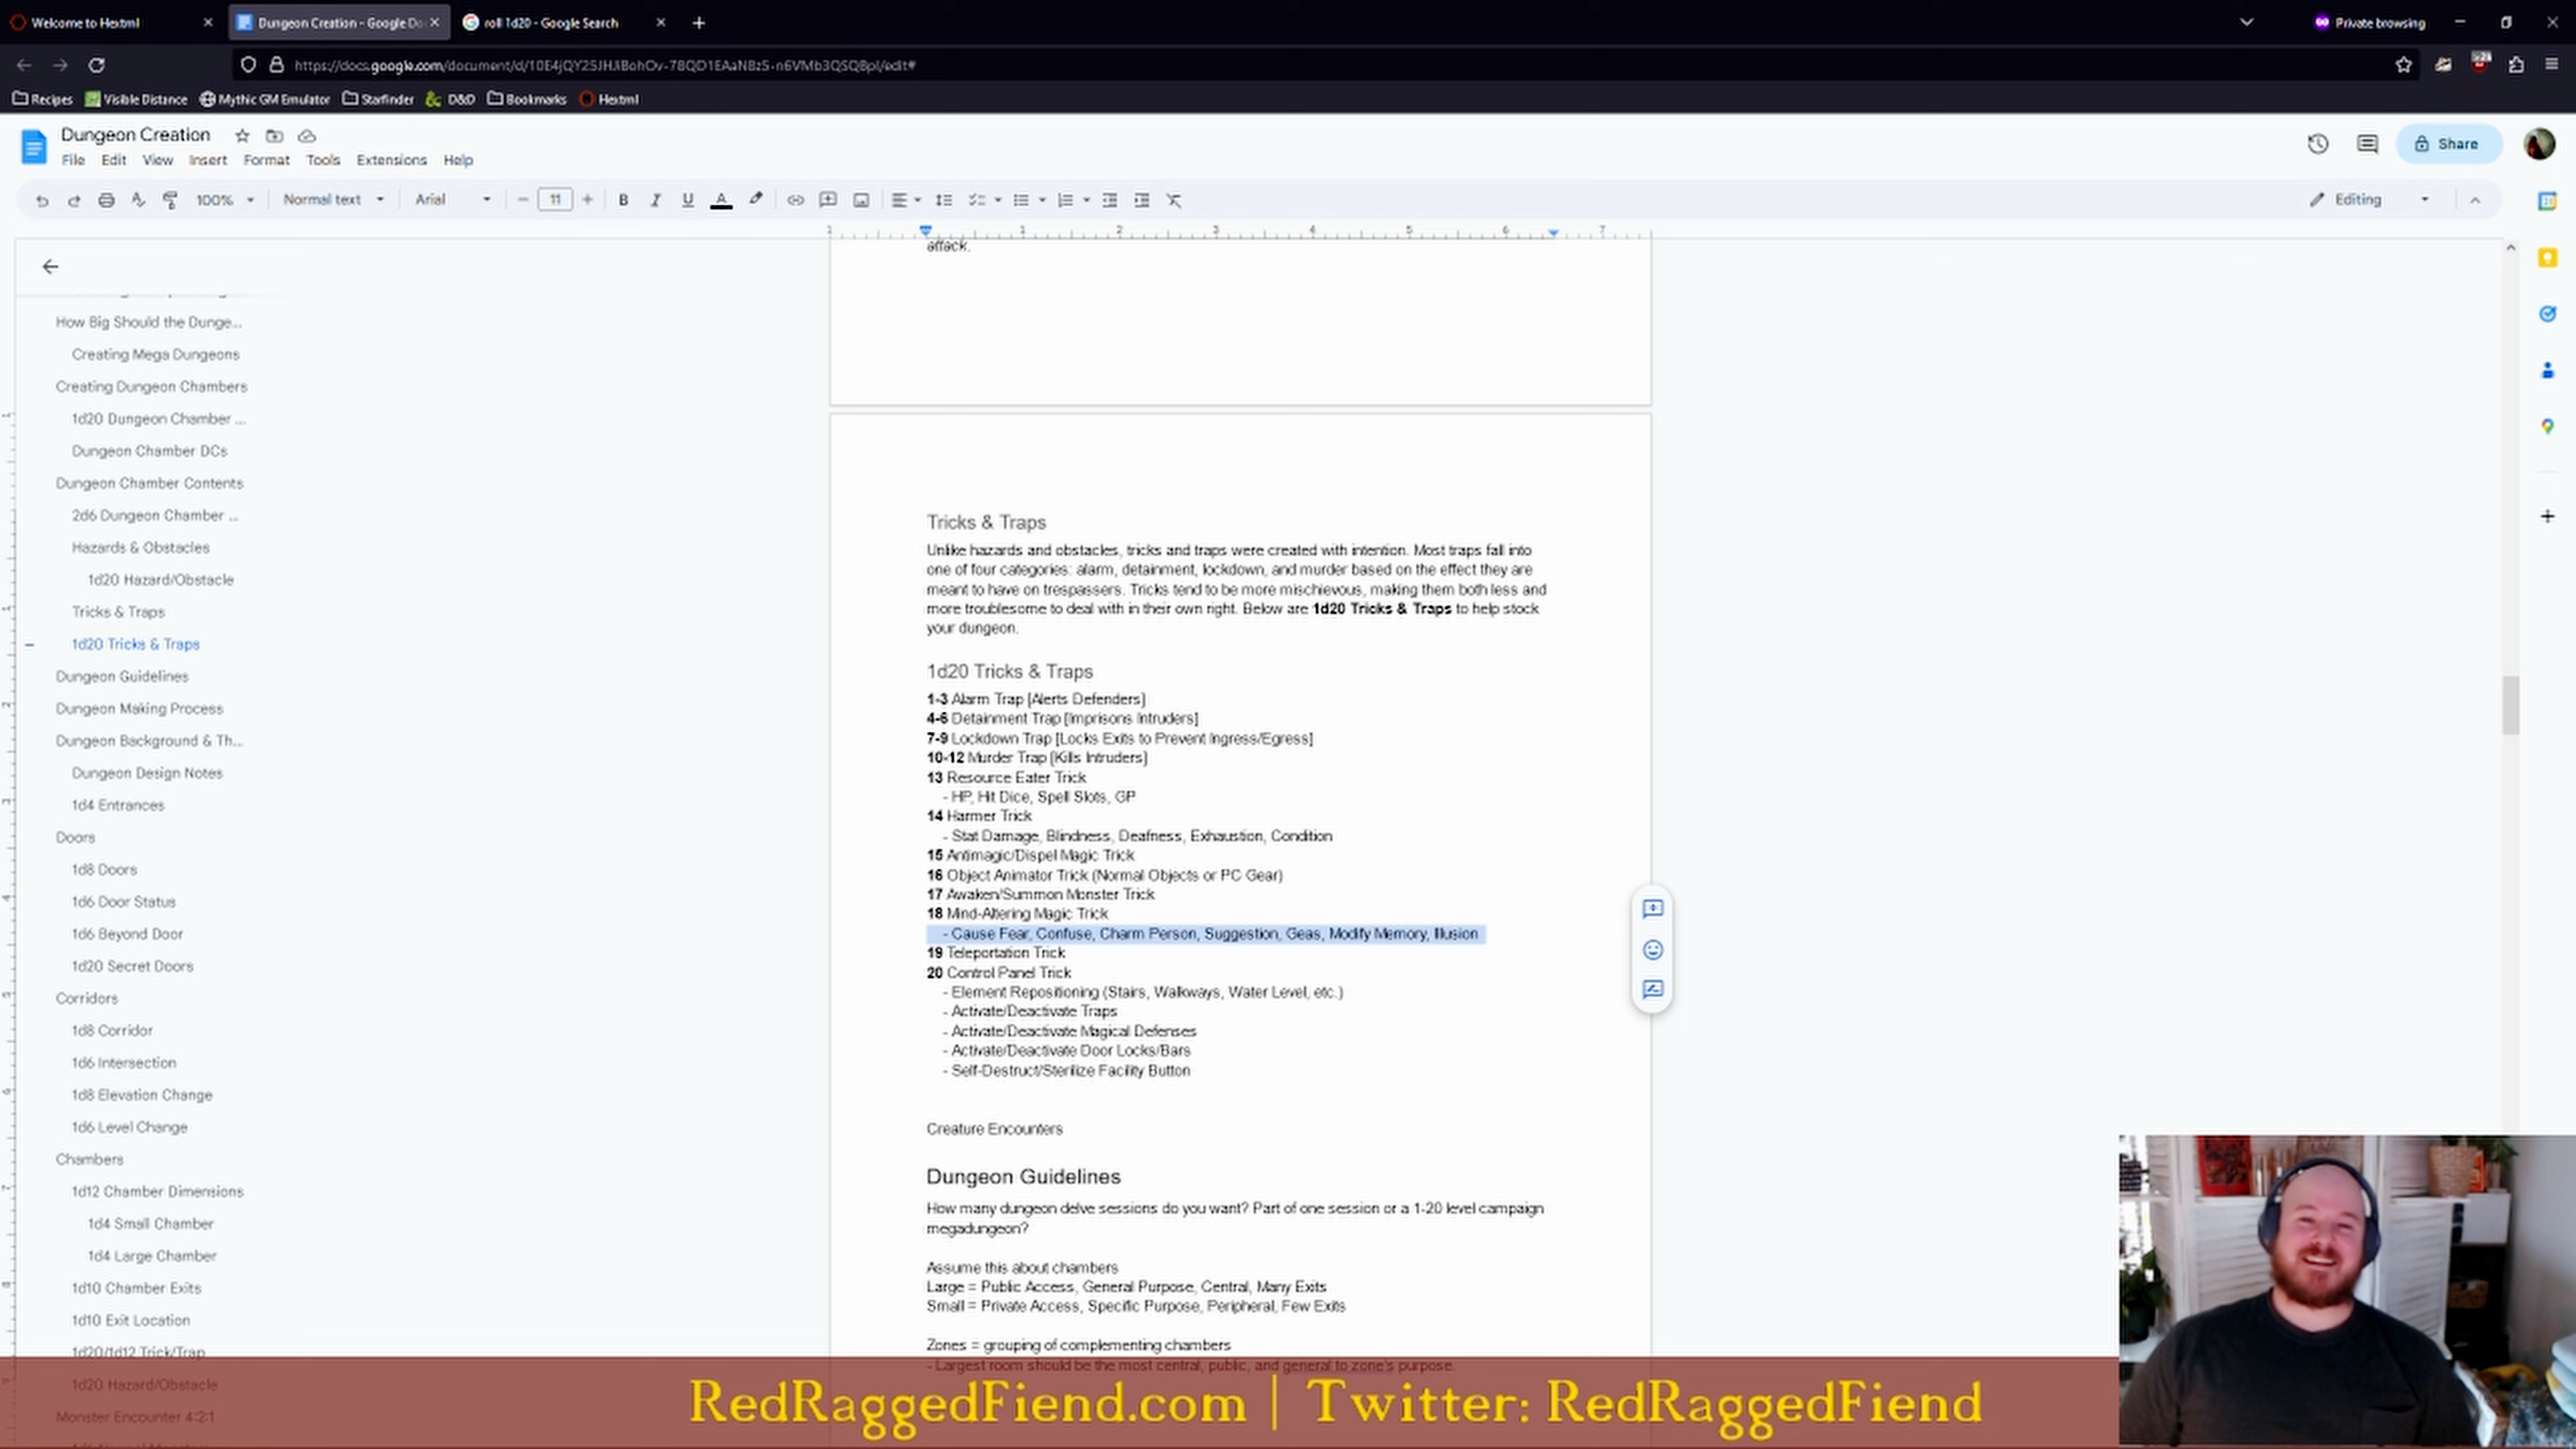 Welcome to Hextml
Dungeon Creation - Google Do
roll 1d20 - Google Search
Private browsing
https://docs.google.com/document/d/10E4jQY25JHJiBohOv-78QD1EAaN8zS-n6VMb3QSQBpI/edit#
Recipes
Visible Distance
Mythic GM Emulator
Starfinder
D&D
Bookmarks
Hextml
Dungeon Creation
File Edit View Insert Format Tools Extensions Help
Share
100%
Normal text
Arial
11
Editing
attack.
How Big Should the Dunge...
Creating Mega Dungeons
Creating Dungeon Chambers
1d20 Dungeon Chamber ...
Dungeon Chamber DCs
Dungeon Chamber Contents
2d6 Dungeon Chamber ...
Hazards & Obstacles
1d20 Hazard/Obstacle
Tricks & Traps
1d20 Tricks & Traps
Dungeon Guidelines
Dungeon Making Process
Dungeon Background & Th...
Dungeon Design Notes
1d4 Entrances
Doors
1d8 Doors
1d6 Door Status
1d6 Beyond Door
1d20 Secret Doors
Corridors
1d8 Corridor
1d6 Intersection
1d8 Elevation Change
1d6 Level Change
Chambers
1d12 Chamber Dimensions
1d4 Small Chamber
1d4 Large Chamber
1d10 Chamber Exits
1d10 Exit Location
1d20/1d12 Trick/Trap
1d20 Hazard/Obstacle
Monster Encounter 4:2:1
Tricks & Traps
Unlike hazards and obstacles, tricks and traps were created with intention. Most traps fall into
one of four categories: alarm, detainment, lockdown, and murder based on the effect they are
meant to have on trespassers. Tricks tend to be more mischievous, making them both less and
more troublesome to deal with in their own right. Below are 1d20 Tricks & Traps to help stock
your dungeon.
1d20 Tricks & Traps
1-3 Alarm Trap [Alerts Defenders]
4-6 Detainment Trap [Imprisons Intruders]
7-9 Lockdown Trap [Locks Exits to Prevent Ingress/Egress]
10-12 Murder Trap [Kills Intruders]
13 Resource Eater Trick
- HP, Hit Dice, Spell Slots, GP
14 Harmer Trick
- Stat Damage, Blindness, Deafness, Exhaustion, Condition
15 Antimagic/Dispel Magic Trick
16 Object Animator Trick (Normal Objects or PC Gear)
17 Awaken/Summon Monster Trick
18 Mind-Altering Magic Trick
- Cause Fear, Confuse, Charm Person, Suggestion, Geas, Modify Memory, Illusion
19 Teleportation Trick
20 Control Panel Trick
- Element Repositioning (Stairs, Walkways, Water Level, etc.)
- Activate/Deactivate Traps
- Activate/Deactivate Magical Defenses
- Activate/Deactivate Door Locks/Bars
- Self-Destruct/Sterilize Facility Button
Creature Encounters
Dungeon Guidelines
How many dungeon delve sessions do you want? Part of one session or a 1-20 level campaign
megadungeon?
Assume this about chambers
Large = Public Access, General Purpose, Central, Many Exits
Small = Private Access, Specific Purpose, Peripheral, Few Exits
Zones = grouping of complementing chambers
- Largest room should be the most central, public, and general to zone's purpose.
RedRaggedFiend.com | Twitter: RedRaggedFiend